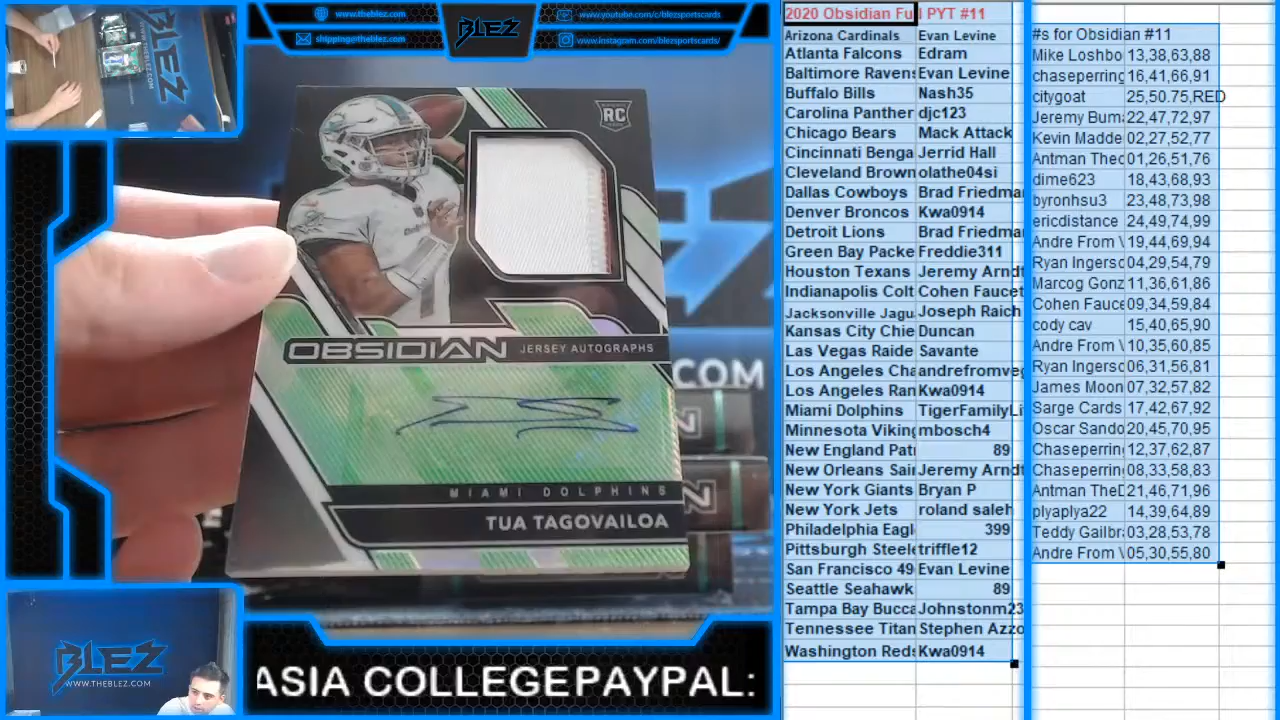 www.theblez.com
shipping@theblez.com
BLEZ
www.youtube.com/c/blezsportscards
www.instagram.com/blezsportscards/
BLEZ
RC
OBSIDIAN JERSEY AUTOGRAPHS
MIAMI DOLPHINS
TUA TAGOVAILOA
.COM
BLEZ
WWW.THEBLEZ.COM
ASIA COLLEGEPAYPAL:
2020 Obsidian Full PYT #11
Arizona Cardinals Evan Levine
Atlanta Falcons Edram
Baltimore Ravens Evan Levine
Buffalo Bills Nash35
Carolina Panther djc123
Chicago Bears Mack Attack
Cincinnati Benga Jerrid Hall
Cleveland Brown olathe04si
Dallas Cowboys Brad Friedma
Denver Broncos Kwa0914
Detroit Lions Brad Friedma
Green Bay Packe Freddie311
Houston Texans Jeremy Arndt
Indianapolis Colt Cohen Faucet
Jacksonville Jagu Joseph Raich
Kansas City Chie Duncan
Las Vegas Raide Savante
Los Angeles Cha andrefromve
Los Angeles Ran Kwa0914
Miami Dolphins TigerFamilyLi
Minnesota Viking mbosch4
New England Pat 89
New Orleans Sai Jeremy Arndt
New York Giants Bryan P
New York Jets roland saleh
Philadelphia Eagl 399
Pittsburgh Steele triffle12
San Francisco 49 Evan Levine
Seattle Seahawk 89
Tampa Bay Bucca Johnstonm23
Tennessee Titan Stephen Azzo
Washington Reds Kwa0914
#s for Obsidian #11
Mike Loshbo 13,38,63,88
chaseperring 16,41,66,91
citygoat 25,50.75,RED
Jeremy Bum 22,47,72,97
Kevin Madde 02,27,52,77
Antman Theo 01,26,51,76
dime623 18,43,68,93
byronhsu3 23,48,73,98
ericdistance 24,49,74,99
Andre From V 19,44,69,94
Ryan Ingerso 04,29,54,79
Marcog Gonz 11,36,61,86
Cohen Fauce 09,34,59,84
cody cav 15,40,65,90
Andre From V 10,35,60,85
Ryan Ingerso 06,31,56,81
James Moon 07,32,57,82
Sarge Cards 17,42,67,92
Oscar Sando 20,45,70,95
Chaseperrin 12,37,62,87
Chaseperrin 08,33,58,83
Antman TheD 21,46,71,96
plyaplya22 14,39,64,89
Teddy Gailbr 03,28,53,78
Andre From V 05,30,55,80